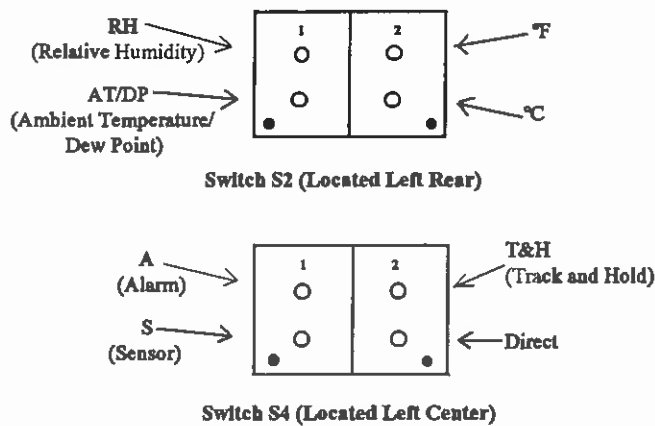 RH
(Relative Humidity)
1
2
°F
AT/DP
(Ambient Temperature/
Dew Point)
°C
Switch S2 (Located Left Rear)
A
(Alarm)
1
2
T&H
(Track and Hold)
S
(Sensor)
Direct
Switch S4 (Located Left Center)